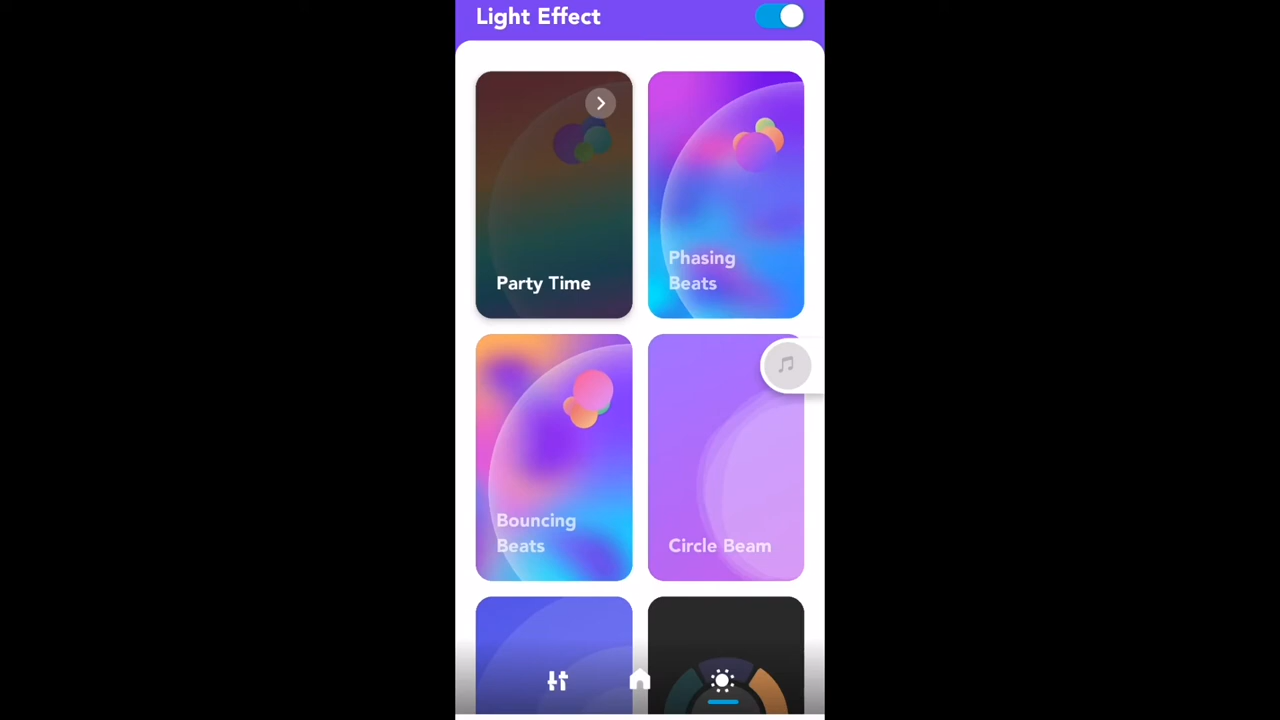 Light Effect
Party Time
Phasing
Beats
Bouncing
Beats
Circle Beam